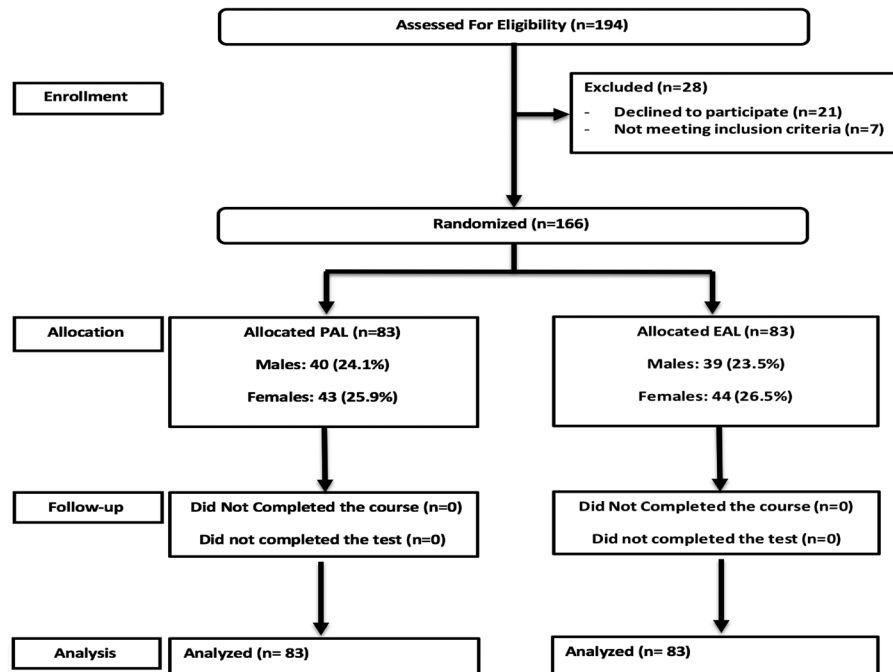 Assessed For Eligibility (n=194)
Enrollment
Excluded (n=28)
- Declined to participate (n=21)
- Not meeting inclusion criteria (n=7)
Randomized (n=166)
Allocation
Allocated PAL (n=83)
Males: 40 (24.1%)
Females: 43 (25.9%)
Allocated EAL (n=83)
Males: 39 (23.5%)
Females: 44 (26.5%)
Follow-up
Did Not Completed the course (n=0)
Did not completed the test (n=0)
Did Not Completed the course (n=0)
Did not completed the test (n=0)
Analysis
Analyzed (n= 83)
Analyzed (n= 83)